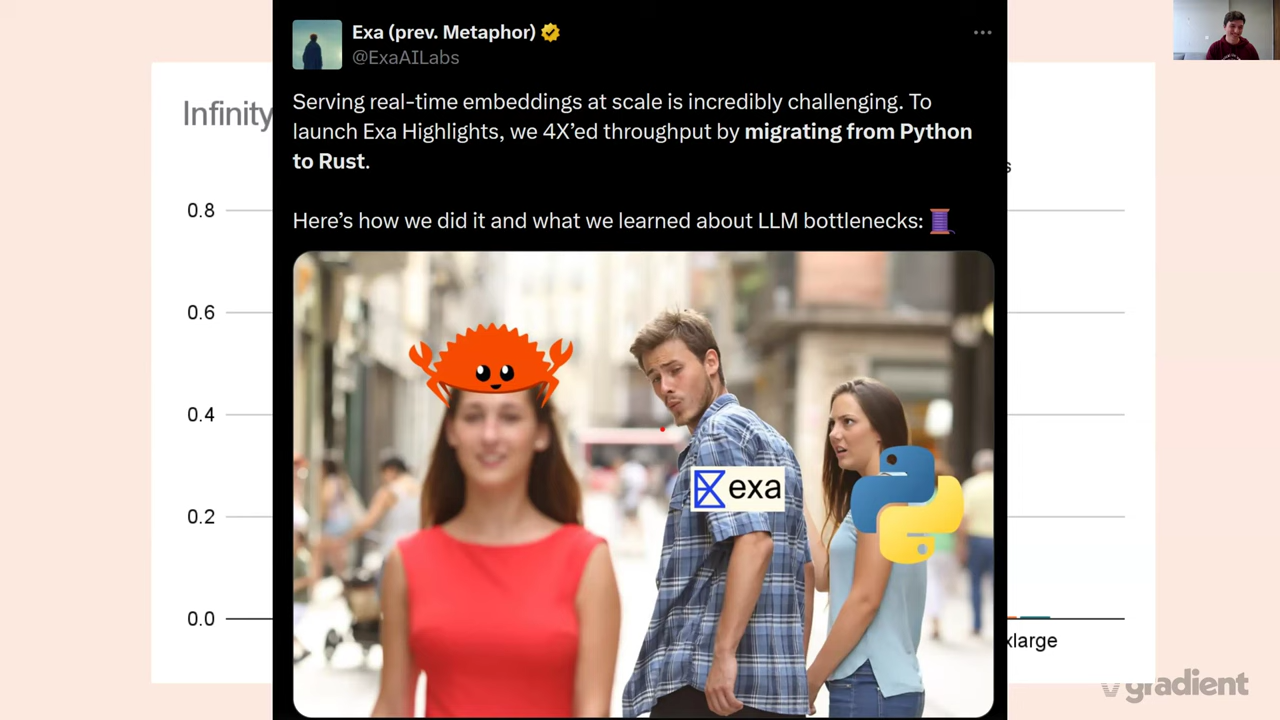 Exa (prev. Metaphor)
@ExaAILabs
Serving real-time embeddings at scale is incredibly challenging. To
launch Exa Highlights, we 4X’ed throughput by migrating from Python
to Rust.
Here’s how we did it and what we learned about LLM bottlenecks:
exa
Infinity
s
0.8
0.6
0.4
0.2
0.0
xlarge
gradient